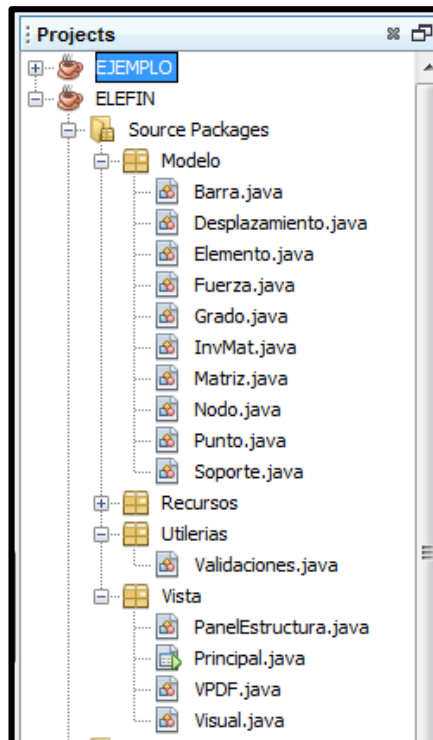 Projects
EJEMPLO
ELEFIN
Source Packages
Modelo
Barra.java
Desplazamiento.java
Elemento.java
Fuerza.java
Grado.java
InvMat.java
Matriz.java
Nodo.java
Punto.java
Soporte.java
Recursos
Utilerias
Validaciones.java
Vista
PanelEstructura.java
Principal.java
VPDF.java
Visual.java